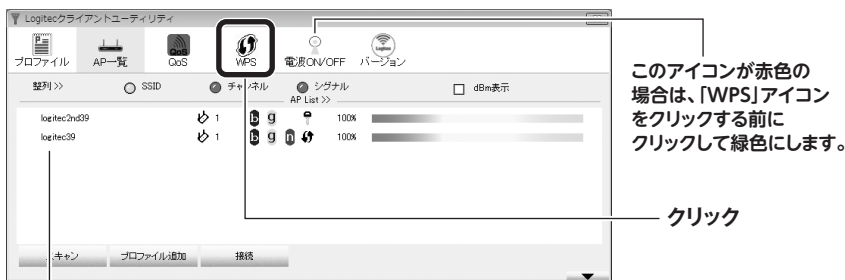 Logitecクライアントユーティリティ
プロファイル
AP一覧
QoS
QoS
WPS
電波ON/OFF
Logitec
バージョン
整列>>
SSID
チャンネル
シグナル
dBm表示
AP List >>
logitec2nd39 1 b g 100%
logitec39 1 b g n 100%
スキャン
プロファイル追加
接続
このアイコンが赤色の
場合は、「WPS」アイコン
をクリックする前に
クリックして緑色にします。
クリック